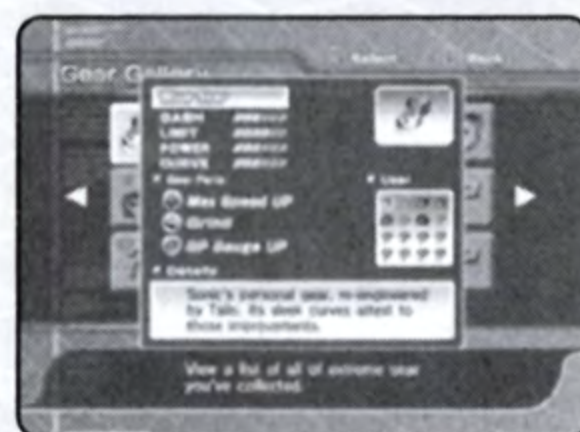 Select Back
Gear Gallery
DASH
LIMIT
POWER
CURVE
Gear Parts
User
Max Speed UP
Grind
GP Gauge UP
Details
Sonic's personal gear, re-engineered
by Tails. Its sleek curves attest to
those improvements.
View a list of all of extreme gear
you've collected.